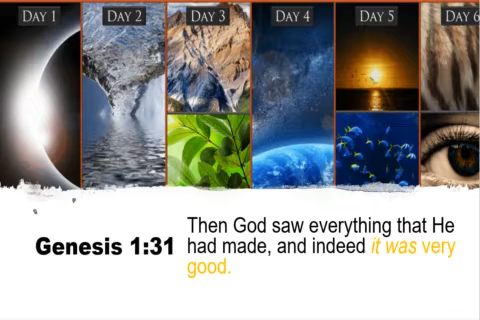 DAY 1 DAY 2 DAY 3 DAY 4 DAY 5 DAY 6
Genesis 1:31
Then God saw everything that He
had made, and indeed it was very
good.